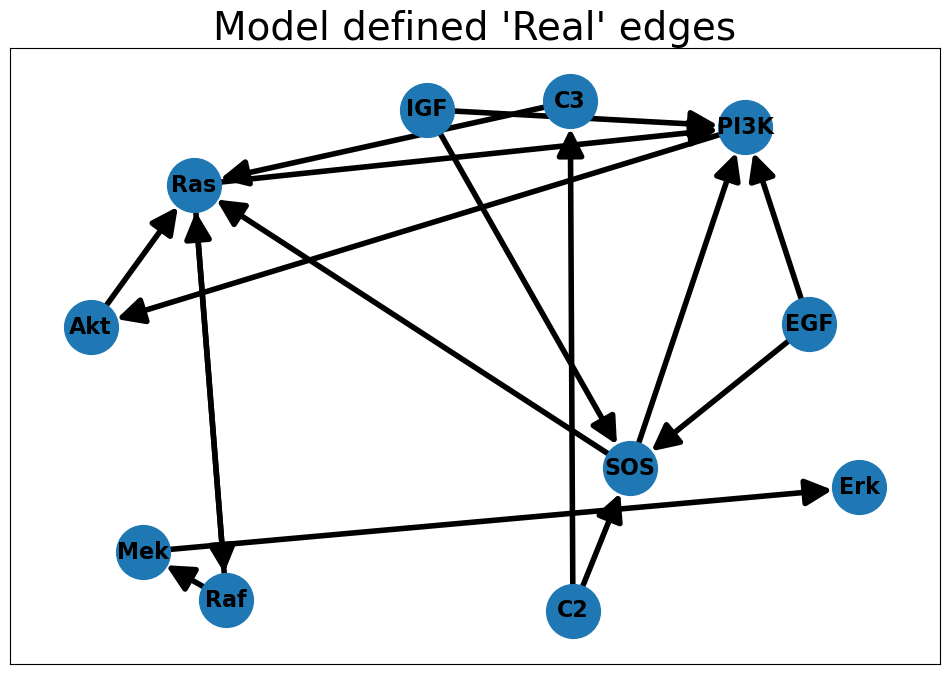 Model defined 'Real' edges
IGF
C3
PI3K
Ras
Akt
EGF
SOS
Erk
Mek
Raf
C2